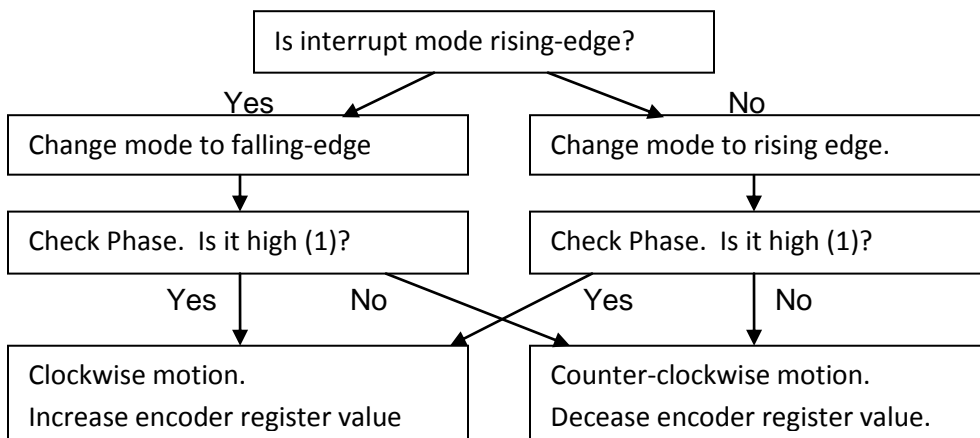 Is interrupt mode rising-edge?
Yes
No
Change mode to falling-edge
Change mode to rising edge.
Check Phase.  Is it high (1)?
Check Phase.  Is it high (1)?
Yes
No
Yes
No
Clockwise motion.
Increase encoder register value
Counter-clockwise motion.
Decease encoder register value.